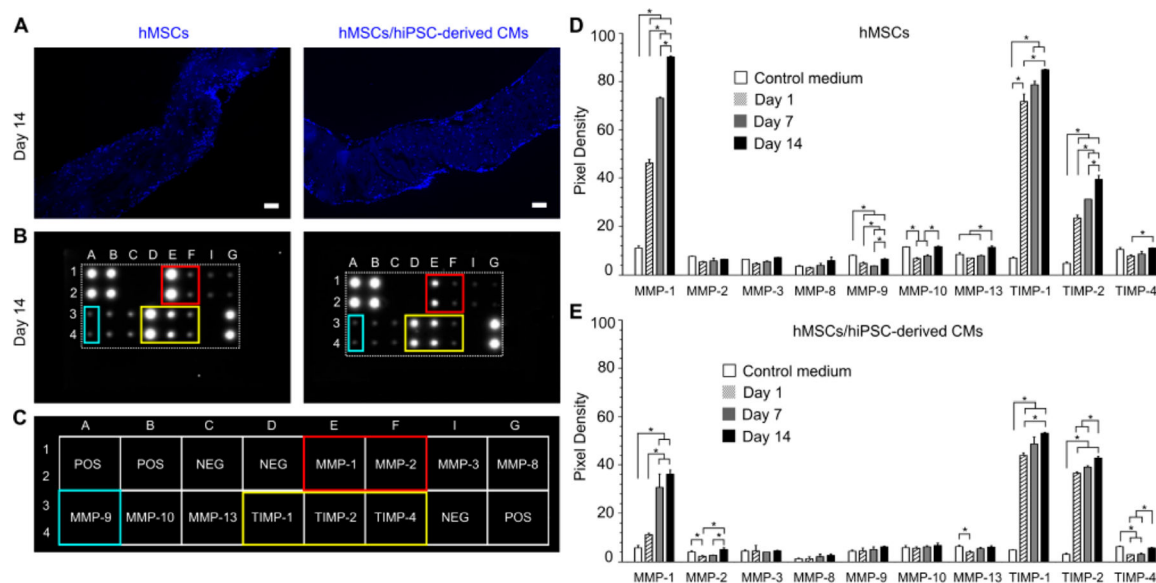 A
hMSCs
hMSCs/hiPSC-derived CMs
Day 14
B
A B C D E F I G
1
2
3
4
A B C D E F I G
1
2
3
4
Day 14
C
A B C D E F I G
1
2
POS POS NEG NEG MMP-1 MMP-2 MMP-3 MMP-8
3
4
MMP-9 MMP-10 MMP-13 TIMP-1 TIMP-2 TIMP-4 NEG POS
D
hMSCs
100
80
60
40
20
0
Pixel Density
Control medium
Day 1
Day 7
Day 14
* * * * * * * * * * * * * * * * * * * * *
MMP-1 MMP-2 MMP-3 MMP-8 MMP-9 MMP-10 MMP-13 TIMP-1 TIMP-2 TIMP-4
E
hMSCs/hiPSC-derived CMs
100
80
60
40
20
0
Pixel Density
Control medium
Day 1
Day 7
Day 14
* * * * * * * * * * * * * * *
MMP-1 MMP-2 MMP-3 MMP-8 MMP-9 MMP-10 MMP-13 TIMP-1 TIMP-2 TIMP-4